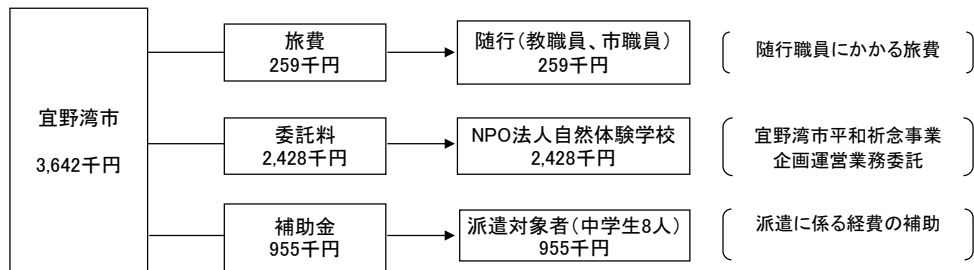 宜野湾市
3,642千円
旅費
259千円
随行(教職員、市職員)
259千円
随行職員にかかる旅費
委託料
2,428千円
NPO法人自然体験学校
2,428千円
宜野湾市平和祈念事業
企画運営業務委託
補助金
955千円
派遣対象者(中学生8人)
955千円
派遣に係る経費の補助